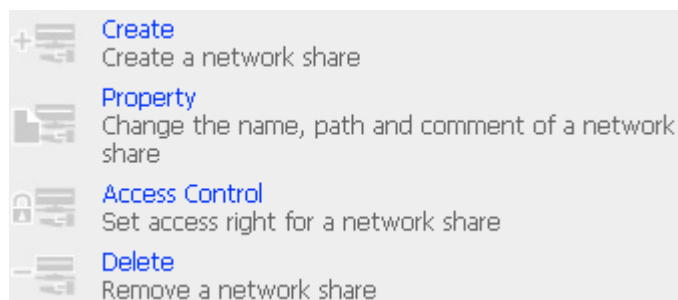 Create
Create a network share
Property
Change the name, path and comment of a network
share
Access Control
Set access right for a network share
Delete
Remove a network share